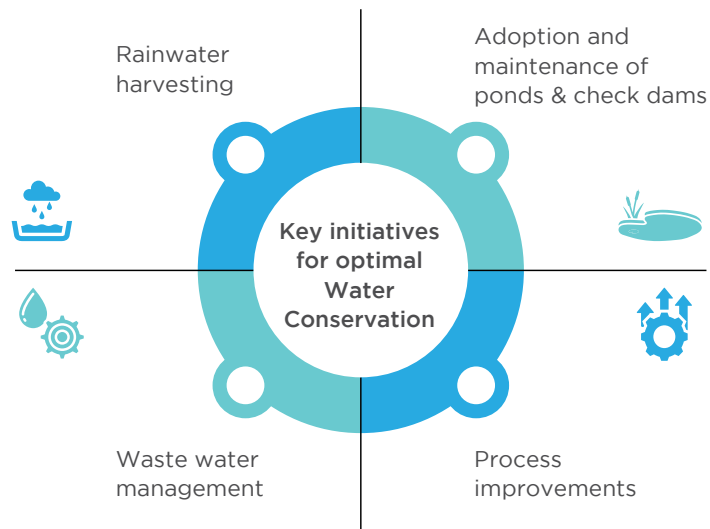 Rainwater
harvesting
Adoption and
maintenance of
ponds & check dams
Key initiatives
for optimal
Water
Conservation
Waste water
management
Process
improvements